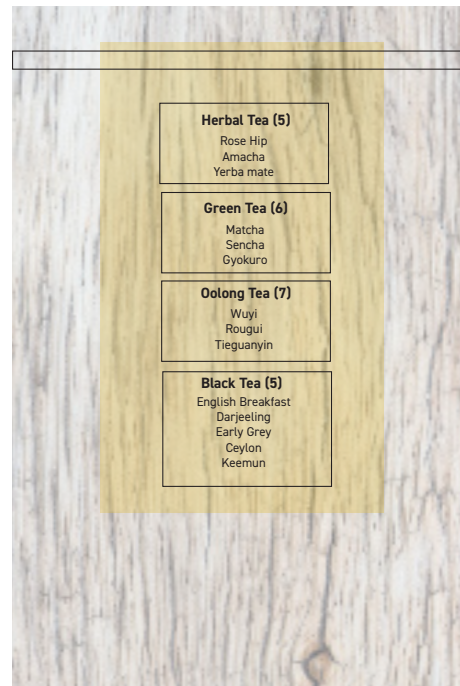 Herbal Tea (5)
Rose Hip
Amacha
Yerba mate
Green Tea (6)
Matcha
Sencha
Gyokuro
Oolong Tea (7)
Wuyi
Rougui
Tieguanyin
Black Tea (5)
English Breakfast
Darjeeling
Early Grey
Ceylon
Keemun